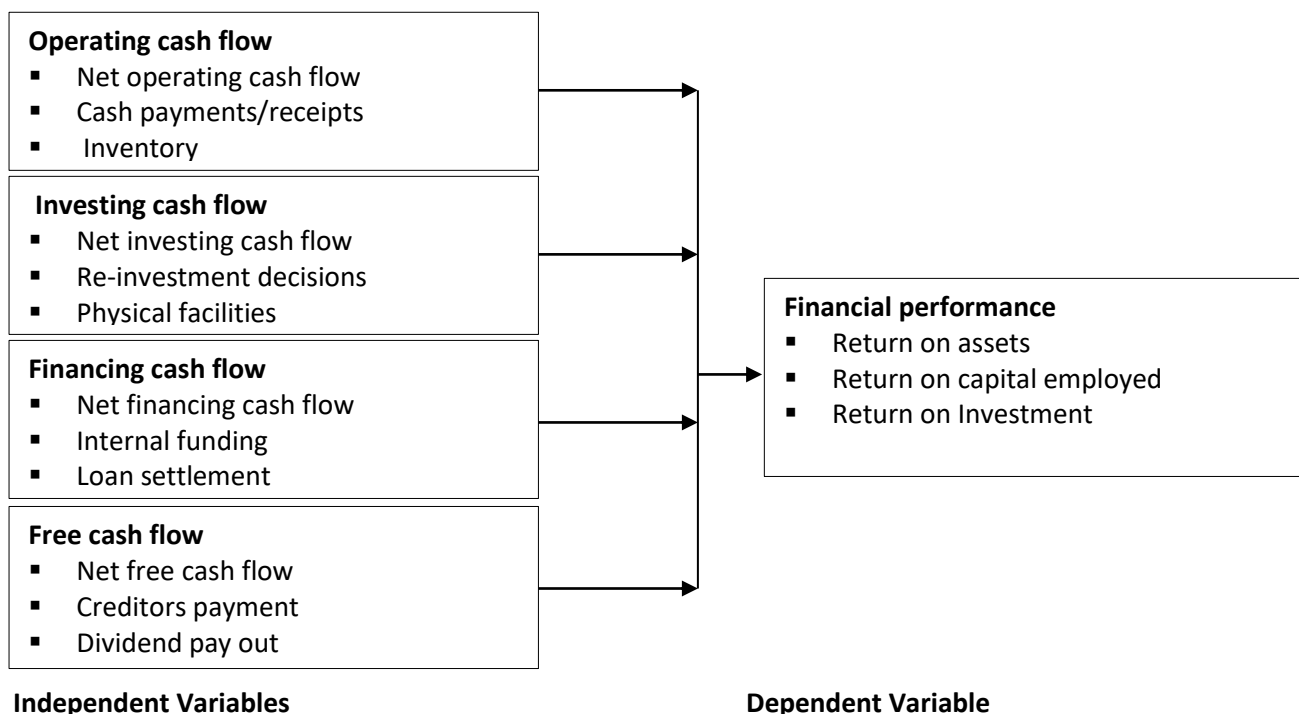 Operating cash flow
▪ Net operating cash flow
▪ Cash payments/receipts
▪ Inventory
Investing cash flow
▪ Net investing cash flow
▪ Re-investment decisions
▪ Physical facilities
Financing cash flow
▪ Net financing cash flow
▪ Internal funding
▪ Loan settlement
Free cash flow
▪ Net free cash flow
▪ Creditors payment
▪ Dividend pay out
Financial performance
▪ Return on assets
▪ Return on capital employed
▪ Return on Investment
Independent Variables
Dependent Variable